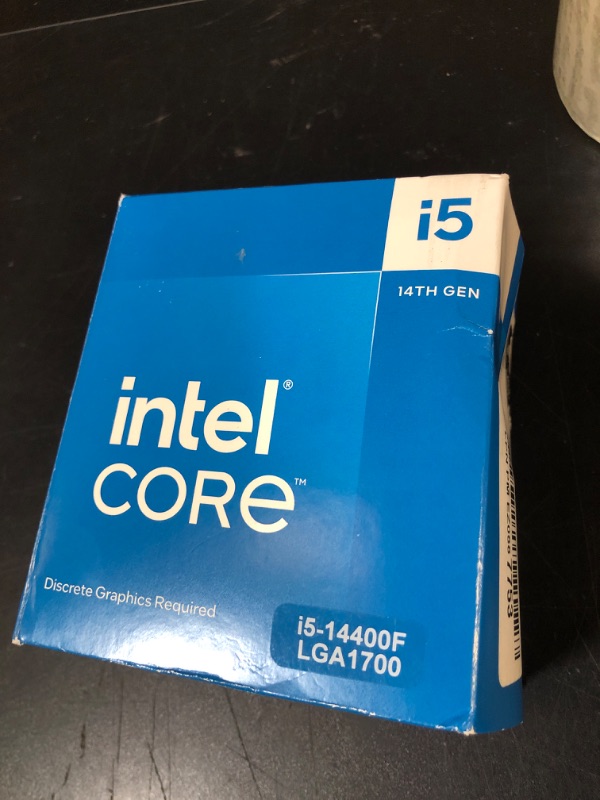 i5
14TH GEN
intel®
CORE™
Discrete Graphics Required
i5-14400F
LGA1700